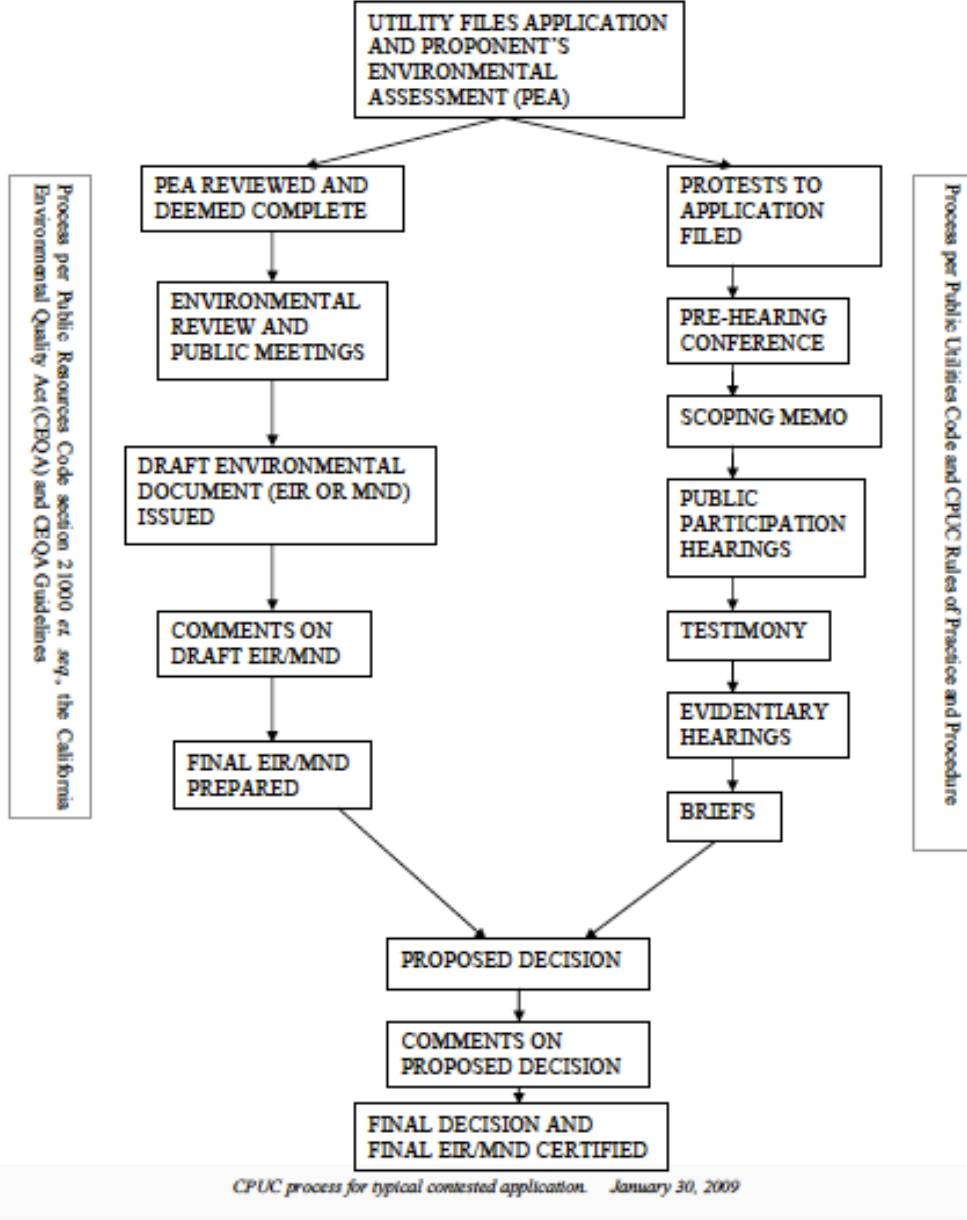 UTILITY FILES APPLICATION
AND PROPONENT'S
ENVIRONMENTAL
ASSESSMENT (PEA)
PEA REVIEWED AND
DEEMED COMPLETE
ENVIRONMENTAL
REVIEW AND
PUBLIC MEETINGS
DRAFT ENVIRONMENTAL
DOCUMENT (EIR OR MND)
ISSUED
COMMENTS ON
DRAFT EIR/MND
FINAL EIR/MND
PREPARED
Process per Public Resources Code section 21000 et seq., the California
Environmental Quality Act (CEQA) and CEQA Guidelines
PROTESTS TO
APPLICATION
FILED
PRE-HEARING
CONFERENCE
SCOPING MEMO
PUBLIC
PARTICIPATION
HEARINGS
TESTIMONY
EVIDENTIARY
HEARINGS
BRIEFS
Process per Public Utilities Code and CPUC Rules of Practice and Procedure
PROPOSED DECISION
COMMENTS ON
PROPOSED DECISION
FINAL DECISION AND
FINAL EIR/MND CERTIFIED
CPUC process for typical contested application. January 30, 2009